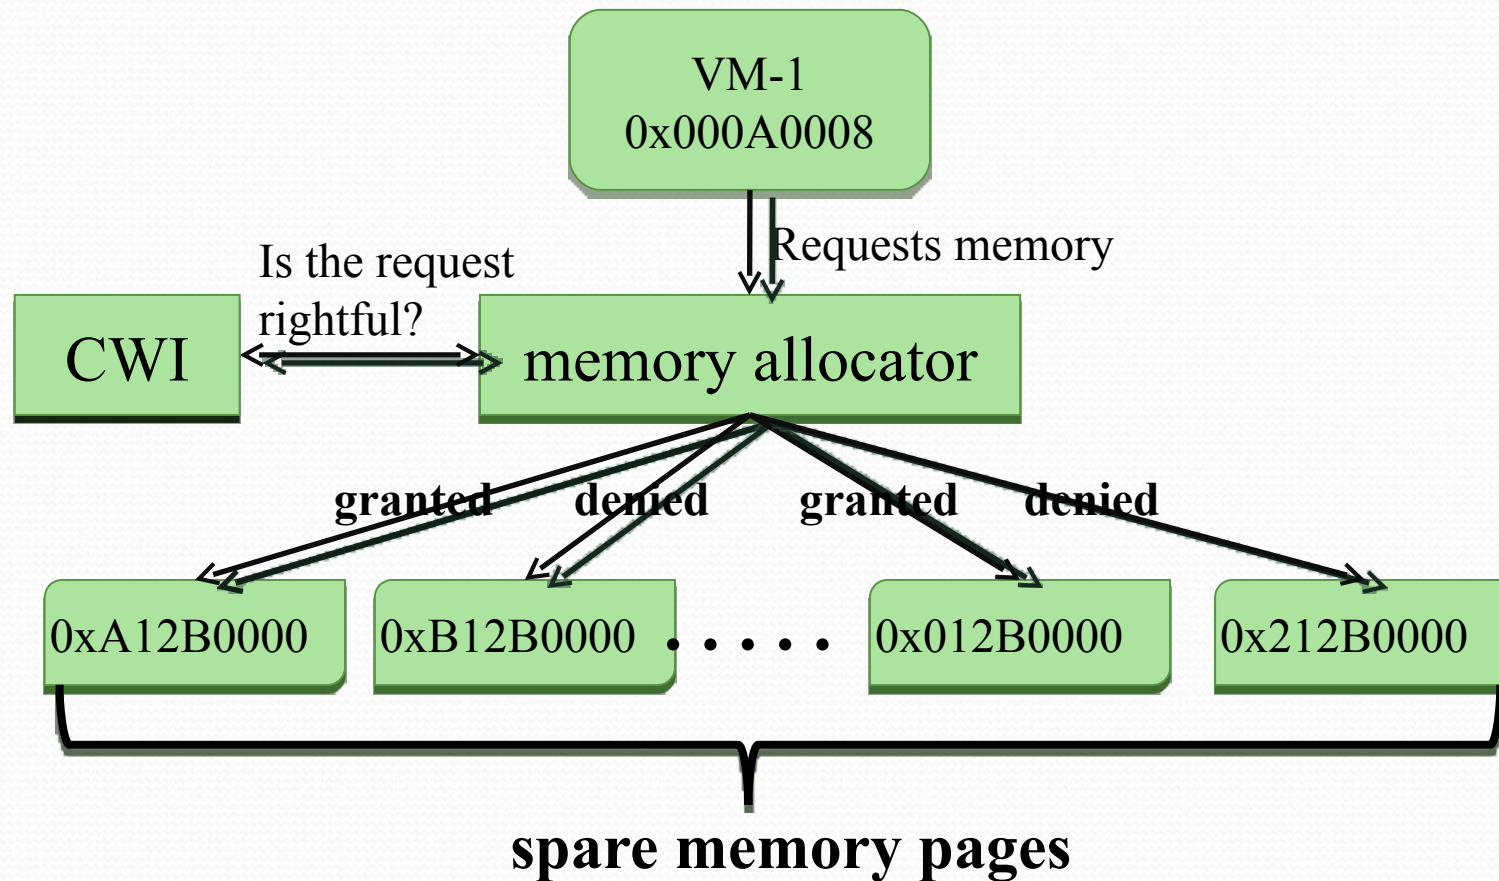 VM-1
0x000A0008
Requests memory
Is the request
rightful?
CWI
memory allocator
granted
denied
granted
denied
0xA12B0000
0xB12B0000
. . . . .
0x012B0000
0x212B0000
spare memory pages